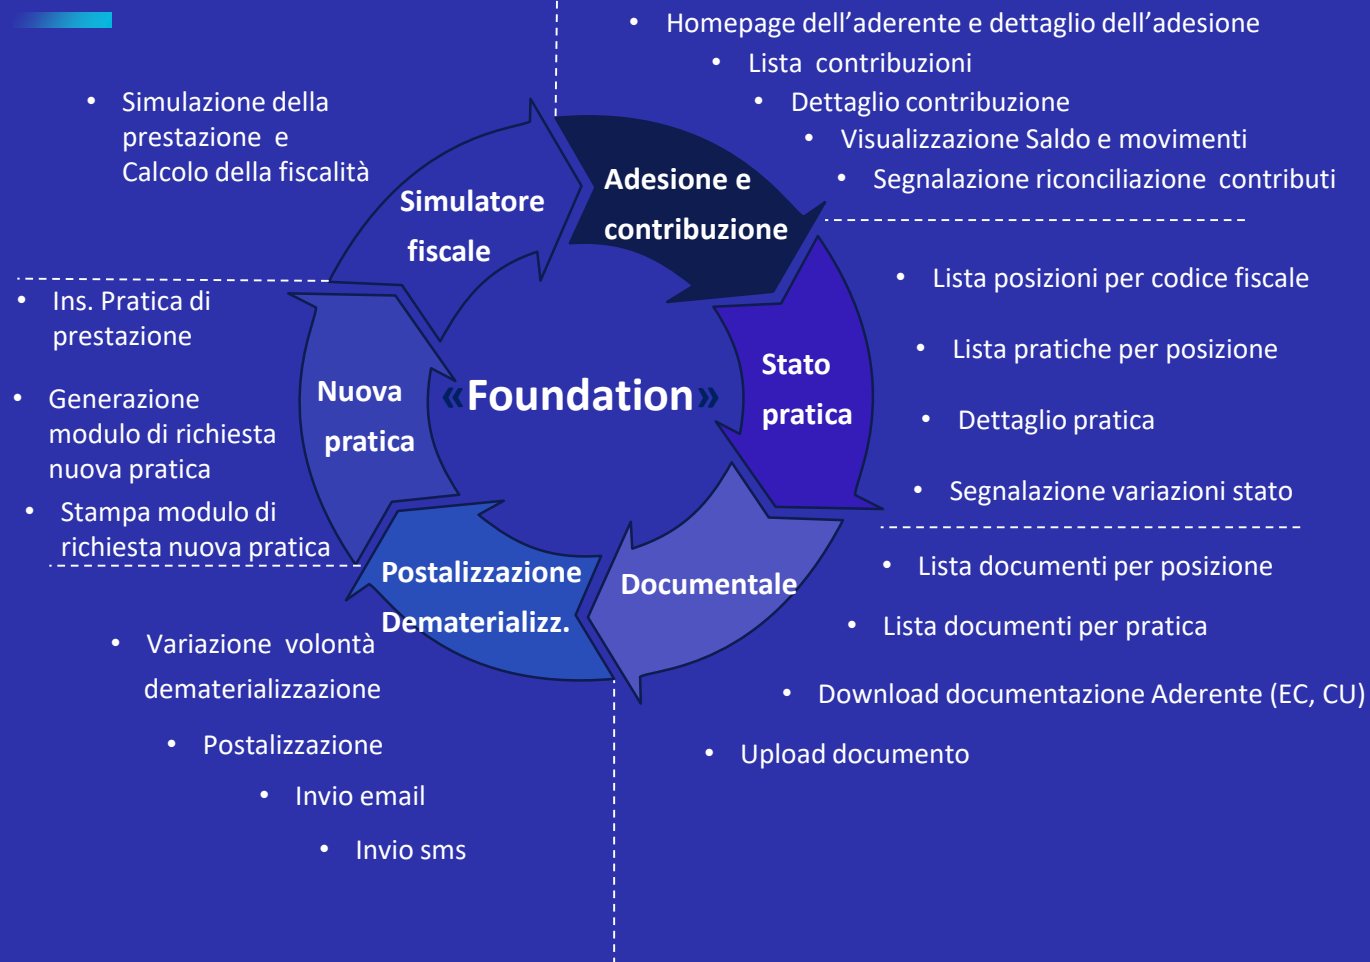 • Homepage dell’aderente e dettaglio dell’adesione
• Lista contribuzioni
• Dettaglio contribuzione
• Visualizzazione Saldo e movimenti
• Segnalazione riconciliazione contributi
• Simulazione della
prestazione e
Calcolo della fiscalità
Simulatore
fiscale
Adesione e
contribuzione
• Lista posizioni per codice fiscale
• Lista pratiche per posizione
• Dettaglio pratica
• Segnalazione variazioni stato
Stato
pratica
«Foundation»
Nuova
pratica
• Ins. Pratica di
prestazione
• Generazione
modulo di richiesta
nuova pratica
• Stampa modulo di
richiesta nuova pratica
Postalizzazione
Dematerializz.
Documentale
• Lista documenti per posizione
• Lista documenti per pratica
• Download documentazione Aderente (EC, CU)
• Upload documento
• Variazione volontà
dematerializzazione
• Postalizzazione
• Invio email
• Invio sms